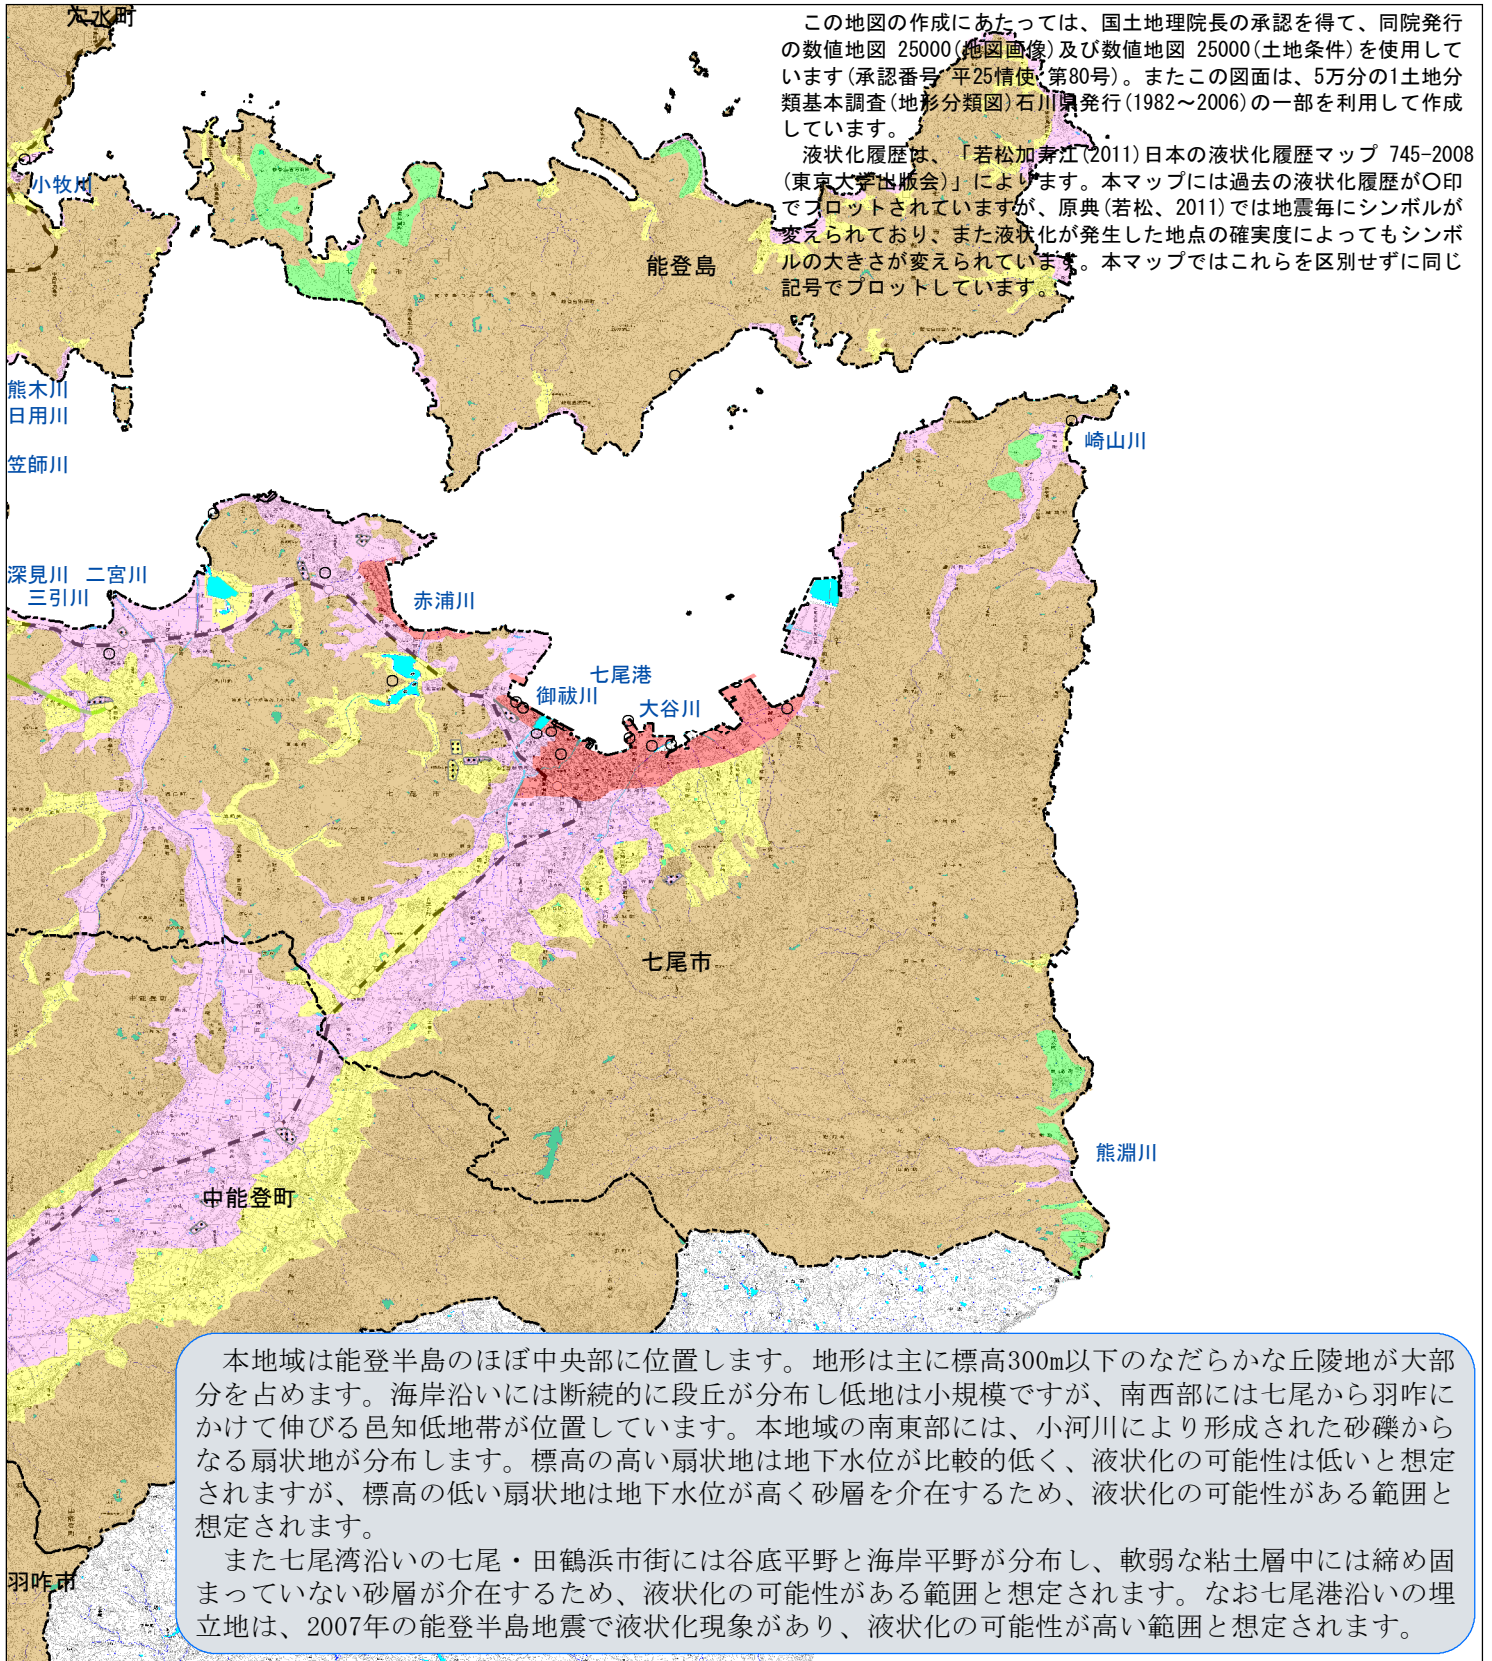 穴水町
この地図の作成にあたっては、国土地理院長の承認を得て、同院発行
の数値地図 25000(地図画像)及び数値地図 25000(土地条件)を使用して
います(承認番号 平25情使、第80号)。またこの図面は、5万分の1土地分
類基本調査(地形分類図)石川県発行(1982～2006)の一部を利用して作成
しています。
液状化履歴は、「若松加寿江(2011)日本の液状化履歴マップ 745-2008
(東京大学出版会)」によります。本マップには過去の液状化履歴が○印
でプロットされていますが、原典(若松、2011)では地震毎にシンボルが
変えられており、また液状化が発生した地点の確実度によってもシンボ
ルの大きさが変えられています。本マップではこれらを区別せずに同じ
記号でプロットしています。
小牧川
能登島
熊木川
日用川
笠師川
崎山川
深見川 二宮川
三引川
赤浦川
七尾港
御祓川
大谷川
七尾市
熊淵川
中能登町
本地域は能登半島のほぼ中央部に位置します。地形は主に標高300m以下のなだらかな丘陵地が大部
分を占めます。海岸沿いには断続的に段丘が分布し低地は小規模ですが、南西部には七尾から羽咋に
かけて伸びる邑知低地帯が位置しています。本地域の南東部には、小河川により形成された砂礫から
なる扇状地が分布します。標高の高い扇状地は地下水位が比較的低く、液状化の可能性は低いと想定
されますが、標高の低い扇状地は地下水位が高く砂層を介在するため、液状化の可能性がある範囲と
想定されます。
また七尾湾沿いの七尾・田鶴浜市街には谷底平野と海岸平野が分布し、軟弱な粘土層中には締め固
まっていない砂層が介在するため、液状化の可能性がある範囲と想定されます。なお七尾港沿いの埋
立地は、2007年の能登半島地震で液状化現象があり、液状化の可能性が高い範囲と想定されます。
羽咋市